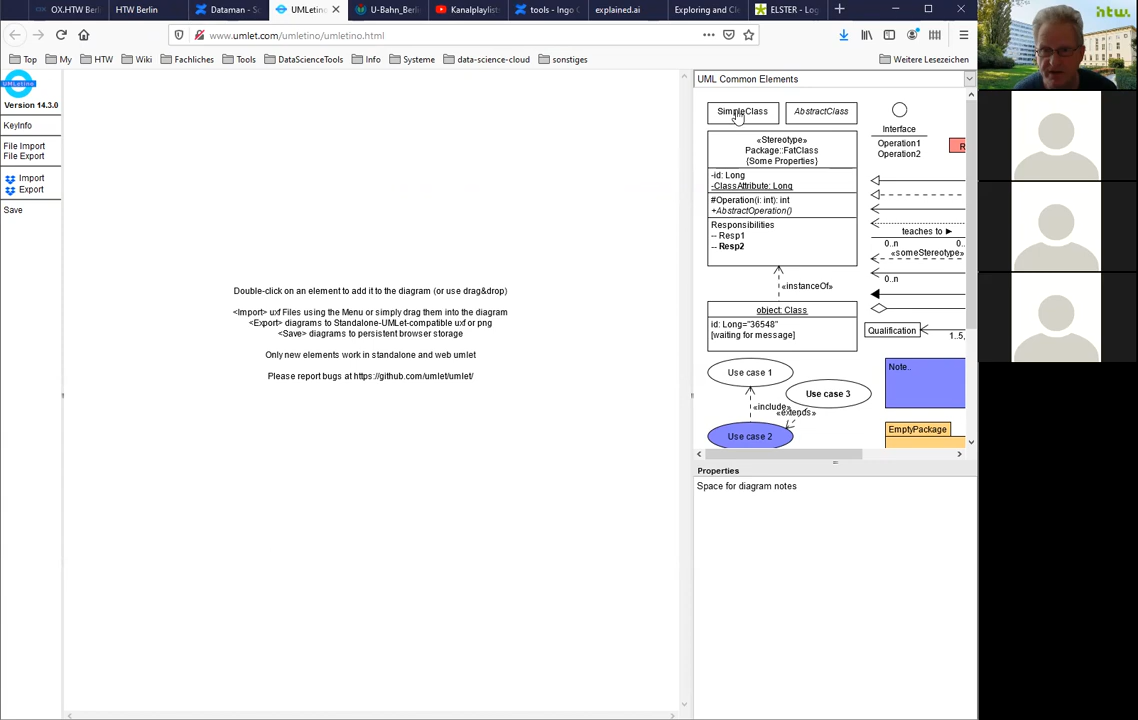 OX.HTW Berl
HTW Berlin
Dataman - S
UMLetino
U-Bahn_Berl
Kanalplaylist
tools - Ingo C
explained.ai
Exploring and Cl
ELSTER - Log
www.umlet.com/umletino/umletino.html
Top
My
HTW
Wiki
Fachliches
Tools
DataScienceTools
Info
Systeme
data-science-cloud
sonstiges
Weitere Lesezeichen
UMLetino
Version 14.3.0
KeyInfo
File Import
File Export
Import
Export
Save
Double-click on an element to add it to the diagram (or use drag&drop)
<Import> uxf Files using the Menu or simply drag them into the diagram
<Export> diagrams to Standalone-UMLet-compatible uxf or png
<Save> diagrams to persistent browser storage
Only new elements work in standalone and web umlet
Please report bugs at https://github.com/umlet/umlet/
UML Common Elements
SimpleClass
AbstractClass
«Stereotype»
Package::FatClass
{Some Properties}
-id: Long
-ClassAttribute: Long
#Operation(i: int): int
+AbstractOperation()
Responsibilities
-- Resp1
-- Resp2
«instanceOf»
object: Class
id: Long="36548"
[waiting for message]
Interface
Operation1
Operation2
R
teaches to ►
0..n
0..
«someStereotype»
0..n
Qualification
1..5,
Use case 1
Use case 3
«include»
«extends»
Use case 2
Note..
EmptyPackage
Properties
Space for diagram notes
htw